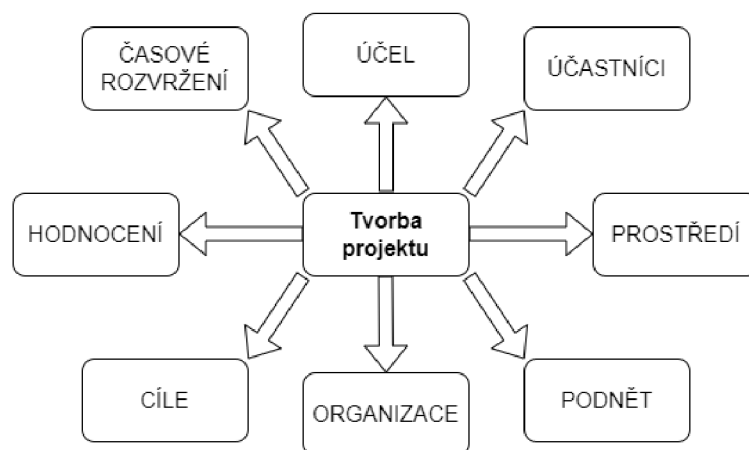 ČASOVÉ
ROZVRŽENÍ
ÚČEL
ÚČASTNÍCI
HODNOCENÍ
Tvorba
projektu
PROSTŘEDÍ
CÍLE
ORGANIZACE
PODNĚT